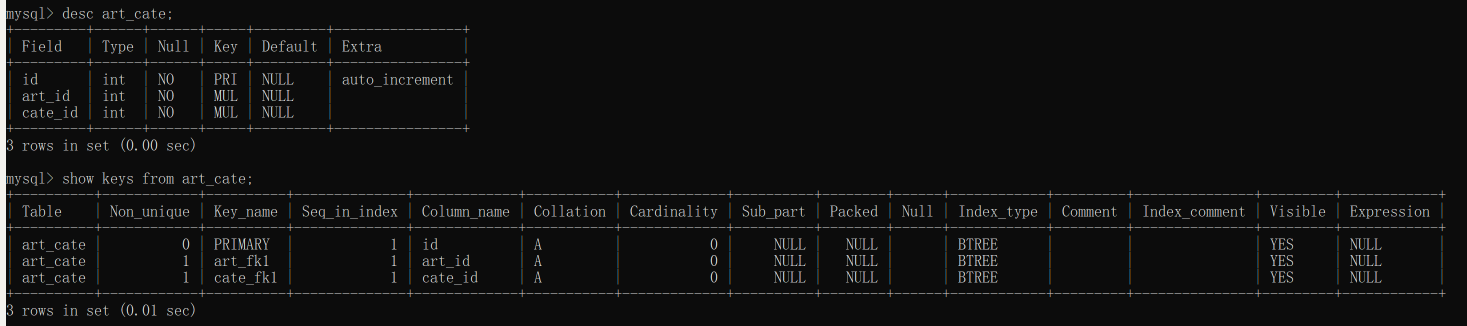 mysql> desc art_cate;
| Field | Type | Null | Key | Default | Extra |
| id | int | NO | PRI | NULL | auto_increment |
| art_id | int | NO | MUL | NULL | |
| cate_id | int | NO | MUL | NULL | |
3 rows in set (0.00 sec)
mysql> show keys from art_cate;
| Table | Non_unique | Key_name | Seq_in_index | Column_name | Collation | Cardinality | Sub_part | Packed | Null | Index_type | Comment | Index_comment | Visible | Expression |
| art_cate | 0 | PRIMARY | 1 | id | A | 0 | NULL | NULL | | BTREE | | | YES | NULL |
| art_cate | 1 | art_fk1 | 1 | art_id | A | 0 | NULL | NULL | | BTREE | | | YES | NULL |
| art_cate | 1 | cate_fk1 | 1 | cate_id | A | 0 | NULL | NULL | | BTREE | | | YES | NULL |
3 rows in set (0.01 sec)